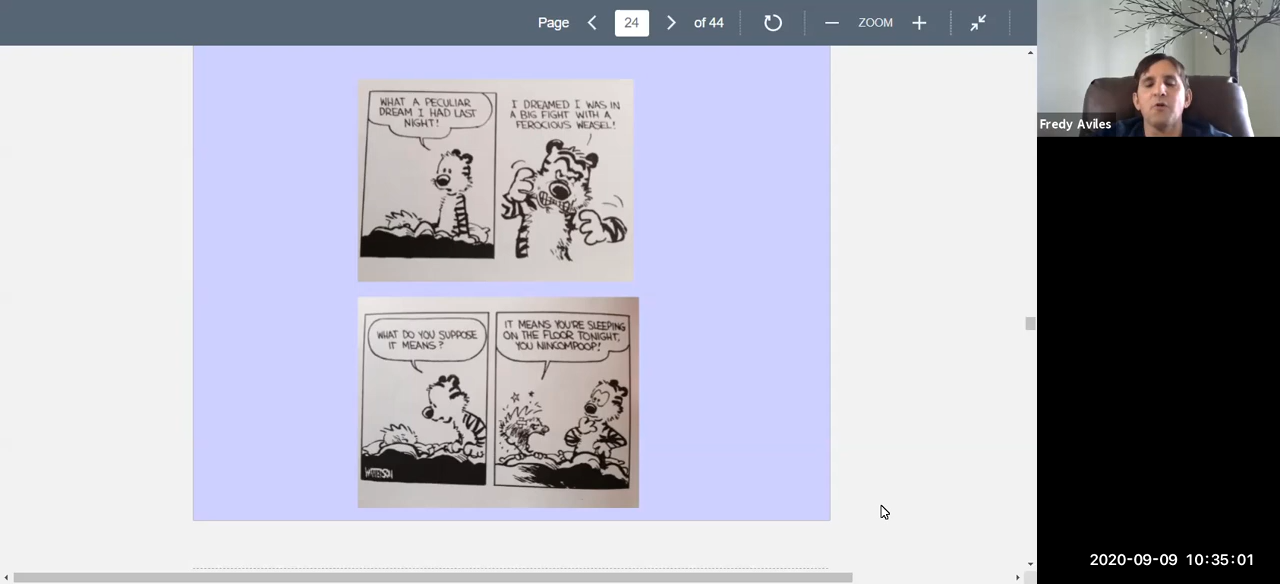 Page 24 of 44 ZOOM
WHAT A PECULIAR
DREAM I HAD LAST
NIGHT!
I DREAMED I WAS IN
A BIG FIGHT WITH A
FEROCIOUS WEASEL!
WHAT DO YOU SUPPOSE
IT MEANS?
IT MEANS YOU'RE SLEEPING
ON THE FLOOR TONIGHT,
YOU NINCOMPOOP!
WATTERSON
Fredy Aviles
2020-09-09 10:35:01